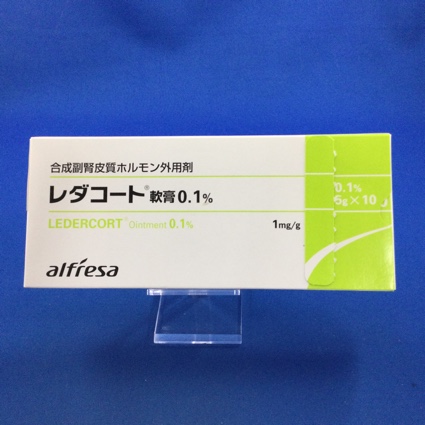 合成副腎皮質ホルモン外用剤
レダコート® 軟膏0.1%
LEDERCORT® Ointment 0.1%
1mg/g
alfresa
0.1%
5g×10